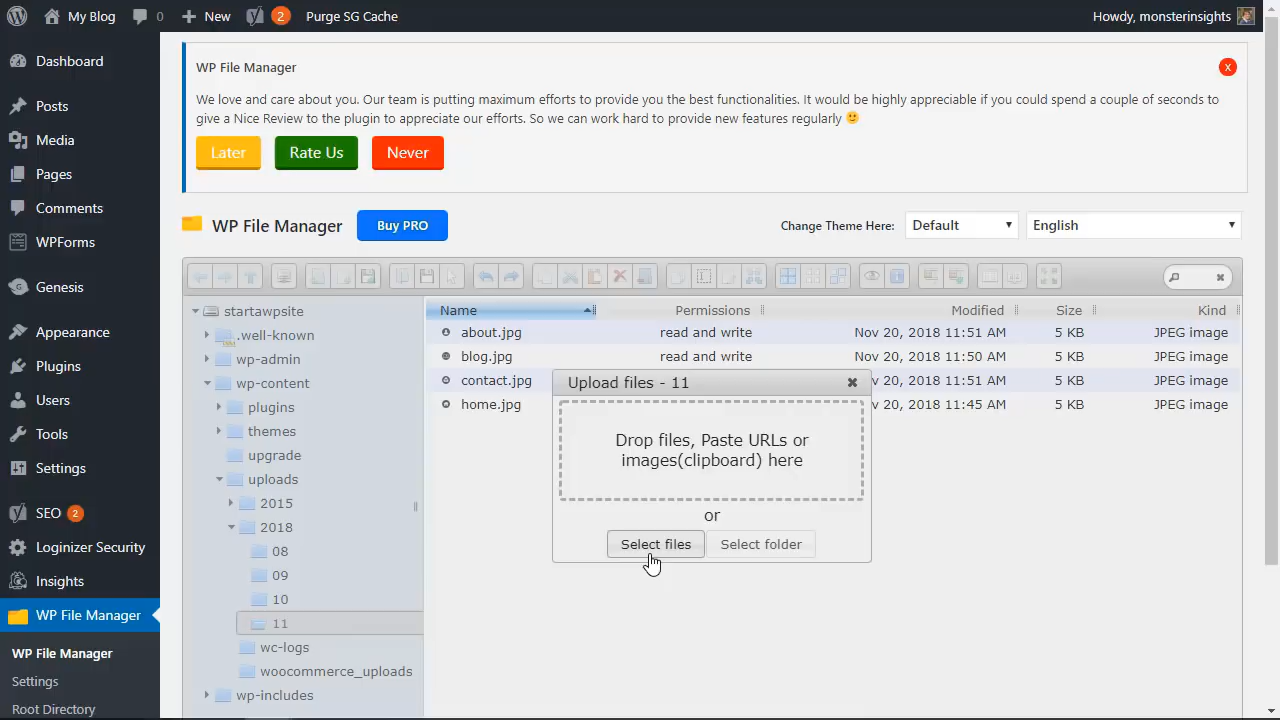 My Blog 0 New 2 Purge SG Cache Howdy, monsterinsights
Dashboard
Posts
Media
Pages
Comments
WPForms
Genesis
Appearance
Plugins
Users
Tools
Settings
SEO 2
Loginizer Security
Insights
WP File Manager
WP File Manager
Settings
Root Directory
WP File Manager
x
We love and care about you. Our team is putting maximum efforts to provide you the best functionalities. It would be highly appreciable if you could spend a couple of seconds to
give a Nice Review to the plugin to appreciate our efforts. So we can work hard to provide new features regularly
Later Rate Us Never
WP File Manager Buy PRO Change Theme Here: Default English
startawpsite
.well-known
wp-admin
wp-content
plugins
themes
upgrade
uploads
2015
2018
08
09
10
11
wc-logs
woocommerce_uploads
wp-includes
Name Permissions Modified Size Kind
about.jpg read and write Nov 20, 2018 11:51 AM 5 KB JPEG image
blog.jpg read and write Nov 20, 2018 11:50 AM 5 KB JPEG image
contact.jpg v 20, 2018 11:51 AM 5 KB JPEG image
home.jpg ov 20, 2018 11:45 AM 5 KB JPEG image
Upload files - 11
Drop files, Paste URLs or
images(clipboard) here
or
Select files Select folder